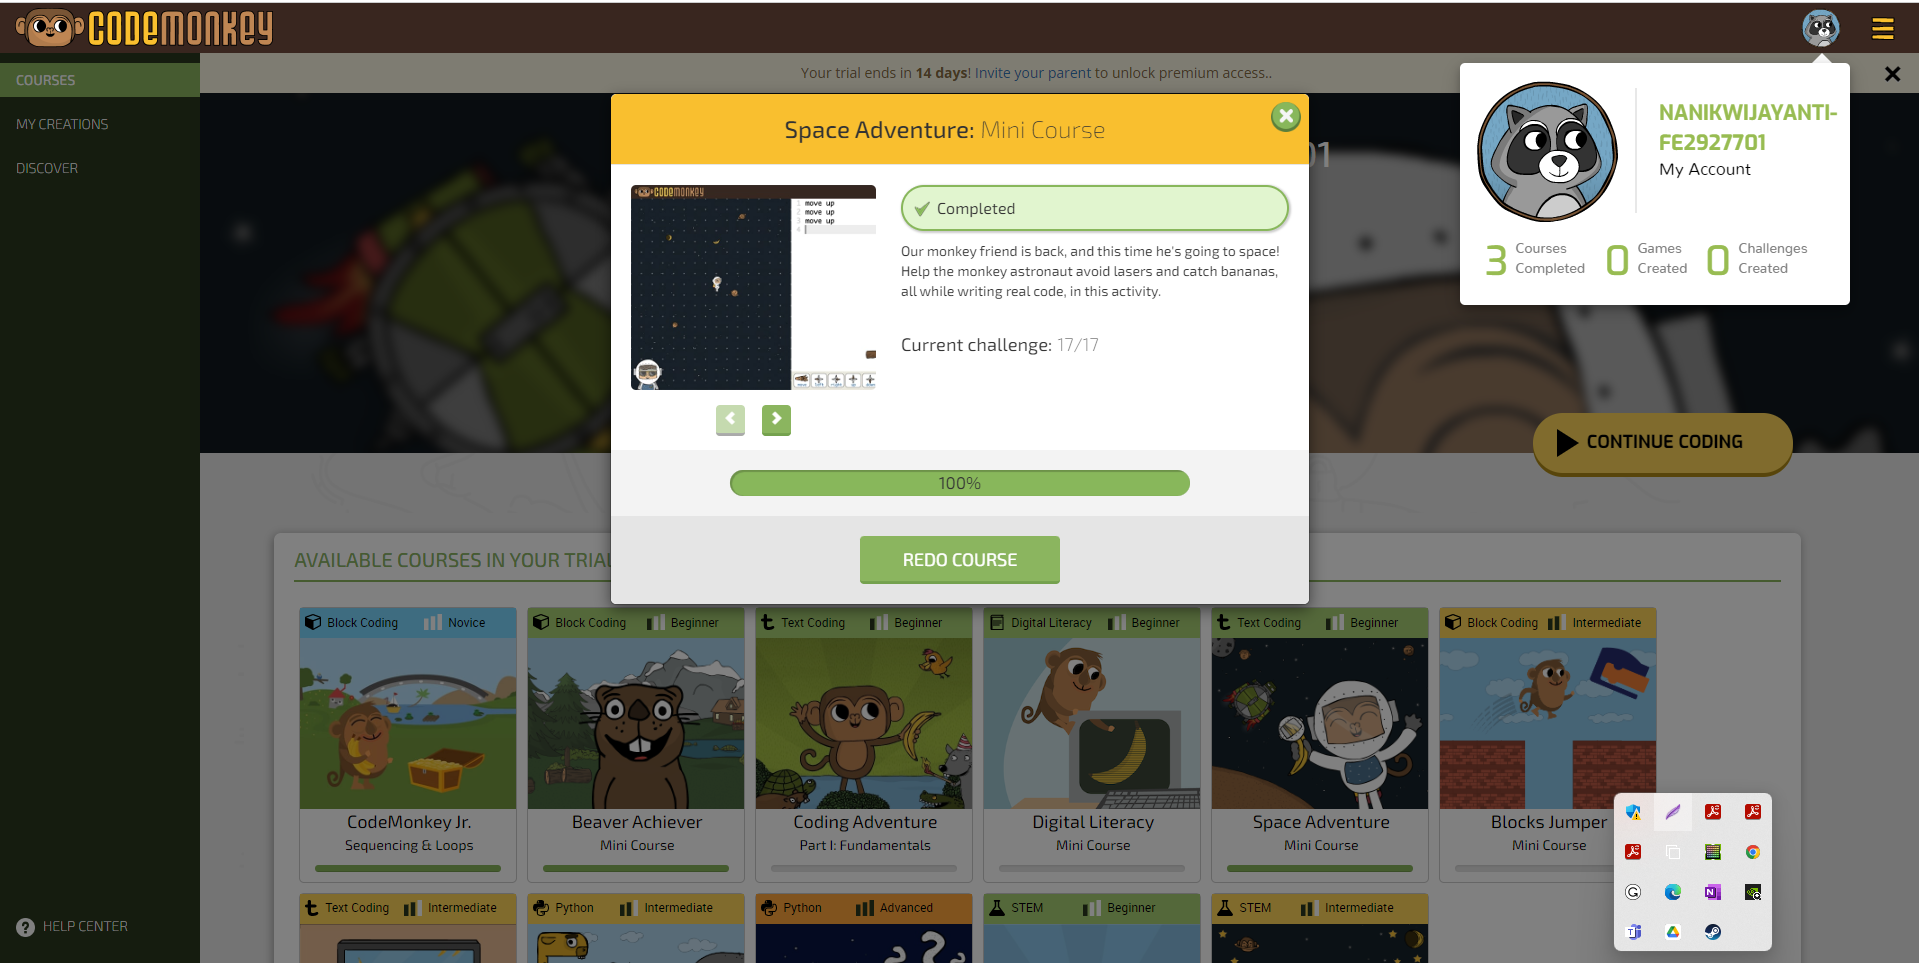 CODEMONKEY
COURSES
MY CREATIONS
DISCOVER
HELP CENTER
Your trial ends in 14 days! Invite your parent to unlock premium access..
01
NANIKWIJAYANTI-
FE2927701
My Account
3 Courses Completed
0 Games Created
0 Challenges Created
Space Adventure: Mini Course
CODEMONKEY
1 move up
2 move up
3 move up
4
Completed
Our monkey friend is back, and this time he's going to space!
Help the monkey astronaut avoid lasers and catch bananas,
all while writing real code, in this activity.
Current challenge: 17/17
100%
REDO COURSE
CONTINUE CODING
AVAILABLE COURSES IN YOUR TRIAL
Block Coding Novice
CodeMonkey Jr.
Sequencing & Loops
Block Coding Beginner
Beaver Achiever
Mini Course
Text Coding Beginner
Coding Adventure
Part I: Fundamentals
Digital Literacy Beginner
Digital Literacy
Mini Course
Text Coding Beginner
Space Adventure
Mini Course
Block Coding Intermediate
Blocks Jumper
Mini Course
Text Coding Intermediate
Python Intermediate
Python Advanced
STEM Beginner
STEM Intermediate